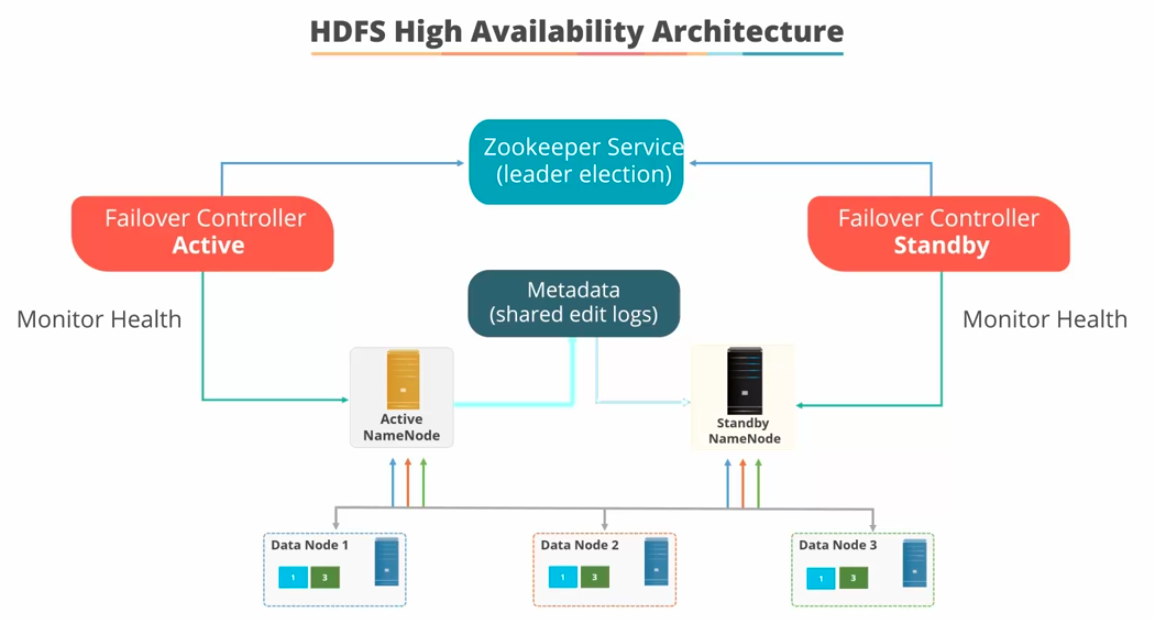 HDFS High Availability Architecture
Zookeeper Service
(leader election)
Failover Controller
Active
Failover Controller
Standby
Metadata
(shared edit logs)
Monitor Health
Monitor Health
Active
NameNode
Standby
NameNode
Data Node 1
1 3
Data Node 2
1 3
Data Node 3
1 3